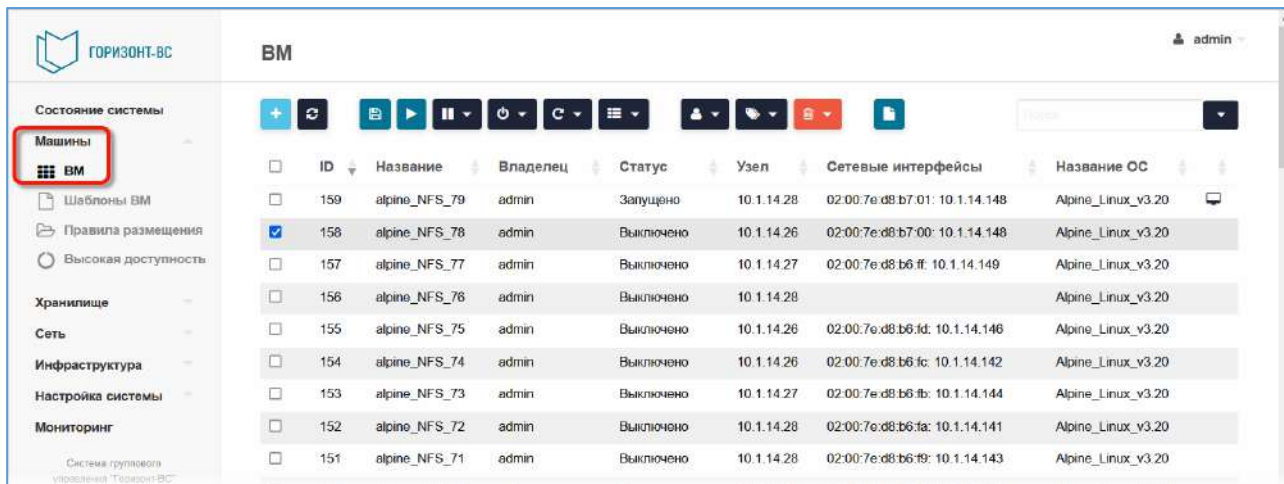 ГОРИЗОНТ-ВС
ВМ
admin
Состояние системы
Машины
ВМ
Шаблоны ВМ
Правила размещения
Высокая доступность
Хранилище
Сеть
Инфраструктура
Настройка системы
Мониторинг
Система группового
управления "Горизонт-ВС"
Поиск
ID Название Владелец Статус Узел Сетевые интерфейсы Название ОС
159 alpine_NFS_79 admin Запущено 10.1.14.28 02:00:7e:d8:b7:01: 10.1.14.148 Alpine_Linux_v3.20
158 alpine_NFS_78 admin Выключено 10.1.14.26 02:00:7e:d8:b7:00: 10.1.14.148 Alpine_Linux_v3.20
157 alpine_NFS_77 admin Выключено 10.1.14.27 02:00:7e:d8:b6:ff: 10.1.14.149 Alpine_Linux_v3.20
156 alpine_NFS_76 admin Выключено 10.1.14.28 Alpine_Linux_v3.20
155 alpine_NFS_75 admin Выключено 10.1.14.26 02:00:7e:d8:b6:fd: 10.1.14.146 Alpine_Linux_v3.20
154 alpine_NFS_74 admin Выключено 10.1.14.26 02:00:7e:d8:b6:fc: 10.1.14.142 Alpine_Linux_v3.20
153 alpine_NFS_73 admin Выключено 10.1.14.27 02:00:7e:d8:b6:fb: 10.1.14.144 Alpine_Linux_v3.20
152 alpine_NFS_72 admin Выключено 10.1.14.28 02:00:7e:d8:b6:fa: 10.1.14.141 Alpine_Linux_v3.20
151 alpine_NFS_71 admin Выключено 10.1.14.28 02:00:7e:d8:b6:f9: 10.1.14.143 Alpine_Linux_v3.20